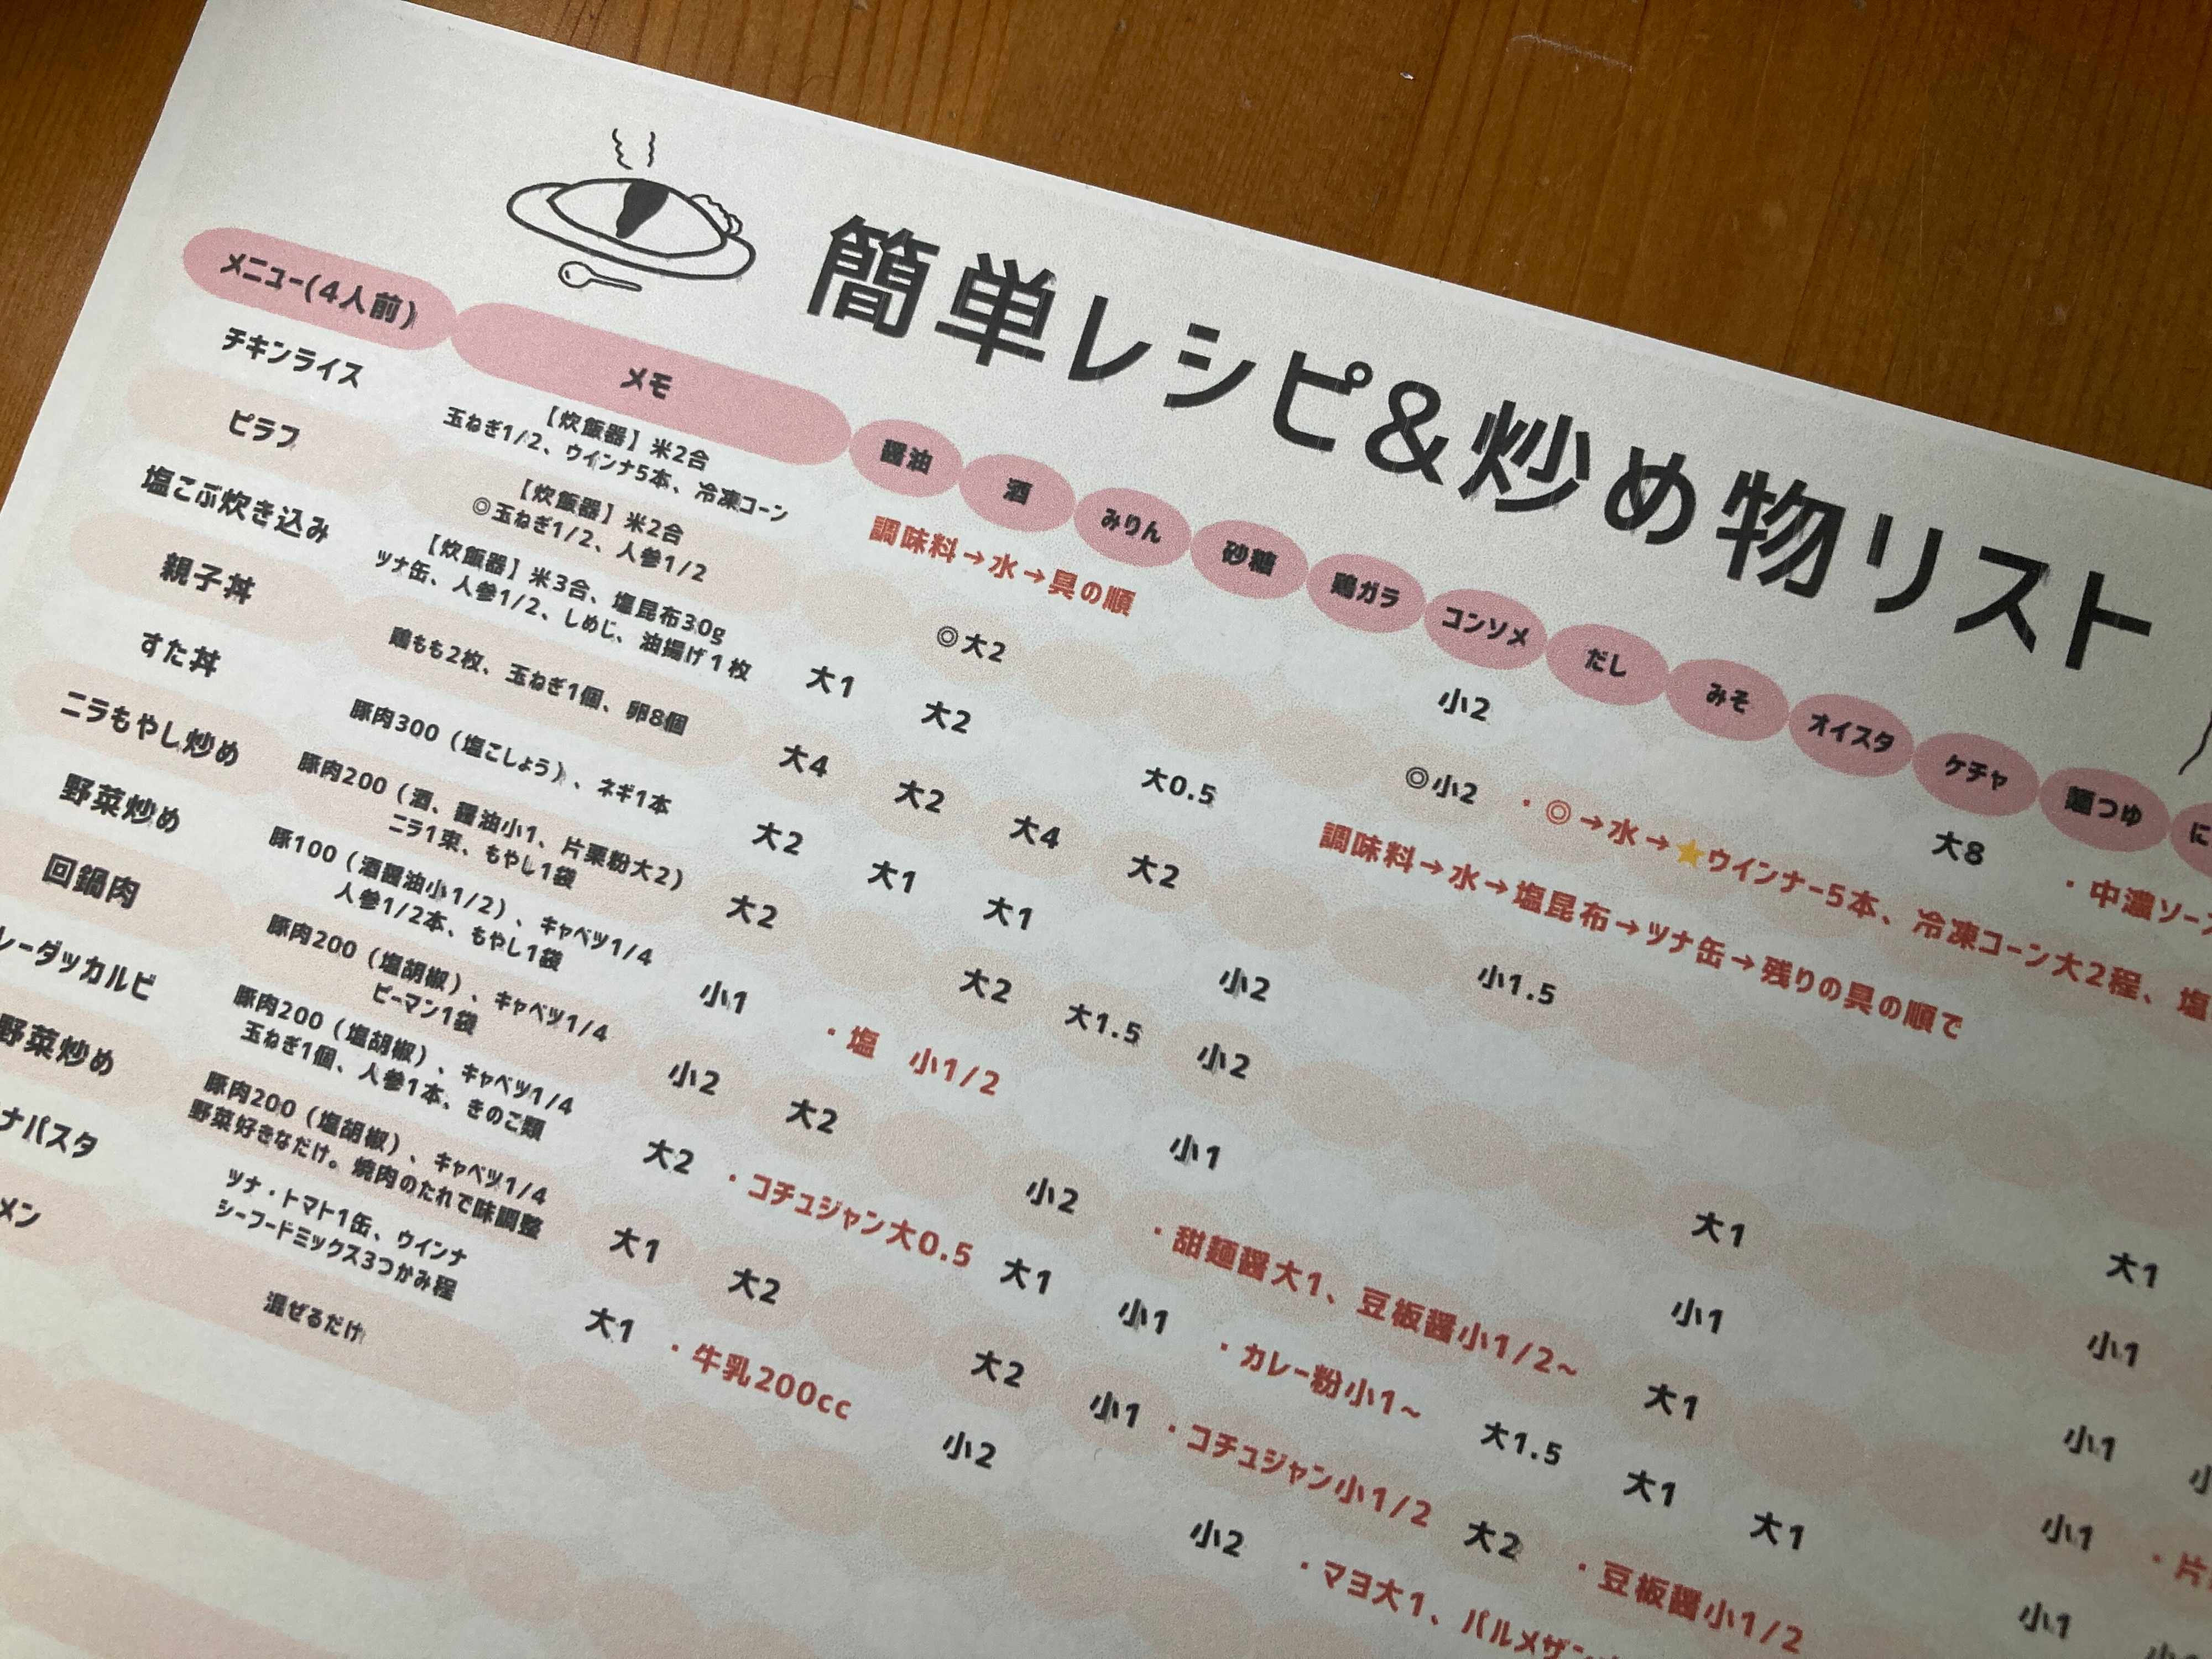 簡単レシピ&炒め物リスト
メニュー(4人前) メモ 醤油 酒 みりん 砂糖 鶏ガラ コンソメ だし みそ オイスタ ケチャ 麺つゆ に
チキンライス 【炊飯器】米2合 小2 大8 ・中濃ソース
玉ねぎ1/2、ウインナ5本、冷凍コーン
調味料→水→具の順
ピラフ 【炊飯器】米2合 ◎大2 ◎小2 ・◎→水→⭐ウインナー5本、冷凍コーン大2程、塩
◎玉ねぎ1/2、人参1/2
塩こぶ炊き込み 【炊飯器】米3合、塩昆布30g 大1 大2 大0.5 調味料→水→塩昆布→ツナ缶→残りの具の順で
ツナ缶、人参1/2、しめじ、油揚げ1枚
親子丼 鶏もも2枚、玉ねぎ1個、卵8個 大4 大2 大4 大2 小1.5
すた丼 豚肉300(塩こしょう)、ネギ1本 大2 大1 大1 小2 大1 大1
ニラもやし炒め 豚肉200(酒、醤油小1、片栗粉大2) 大2 大2 大1.5 小2 小1 小1
ニラ1束、もやし1袋
野菜炒め 豚100(酒醤油小1/2)、キャベツ1/4 小1 ・塩 小1/2 小1 大1 小1
人参1/2本、もやし1袋
回鍋肉 豚肉200(塩胡椒)、キャベツ1/4 小2 大2 小2 ・甜麺醤大1、豆板醤小1/2~ 大1 小1
ピーマン1袋
レーダッカルビ 豚肉200(塩胡椒)、キャベツ1/4 大2 ・コチュジャン大0.5 大1 小1 ・カレー粉小1~ 大1.5 大1 大1 小1
玉ねぎ1個、人参1本、きのこ類
野菜炒め 豚肉200(塩胡椒)、キャベツ1/4 大1 大2 大2 小1 ・コチュジャン小1/2 大2 ・豆板醤小1/2
野菜好きなだけ。焼肉のたれで味調整
ナパスタ ツナ・トマト1缶、ウインナ 大1 ・牛乳200cc 小2 小2 ・マヨ大1、パルメザン
シーフードミックス3つかみ程
メン 混ぜるだけ